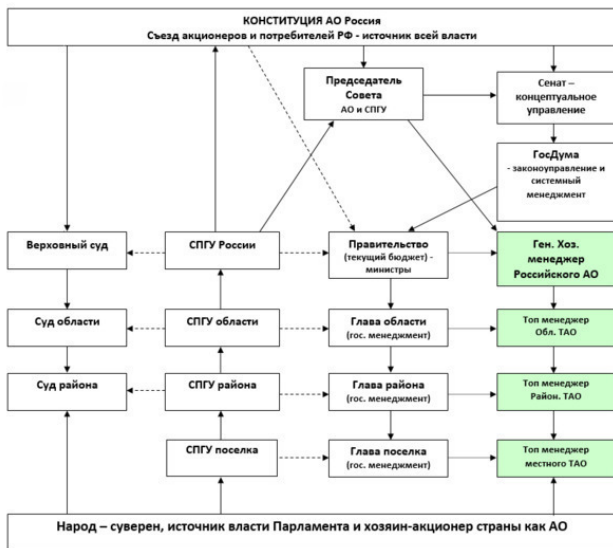 КОНСТИТУЦИЯ АО Россия
Съезд акционеров и потребителей РФ - источник всей власти
Председатель
Совета
АО и СПГУ
Сенат –
концептуальное
управление
ГосДума
- законоуправление и
системный
менеджмент
Верховный суд
СПГУ России
Правительство
(текущий бюджет) -
министры
Ген. Хоз.
менеджер
Российского АО
Суд области
СПГУ области
Глава области
(гос. менеджмент)
Топ менеджер
Обл. ТАО
Суд района
СПГУ района
Глава района
(гос. менеджмент)
Топ менеджер
Район. ТАО
СПГУ поселка
Глава поселка
(гос. менеджмент)
Топ менеджер
местного ТАО
Народ – суверен, источник власти Парламента и хозяин-акционер страны как АО